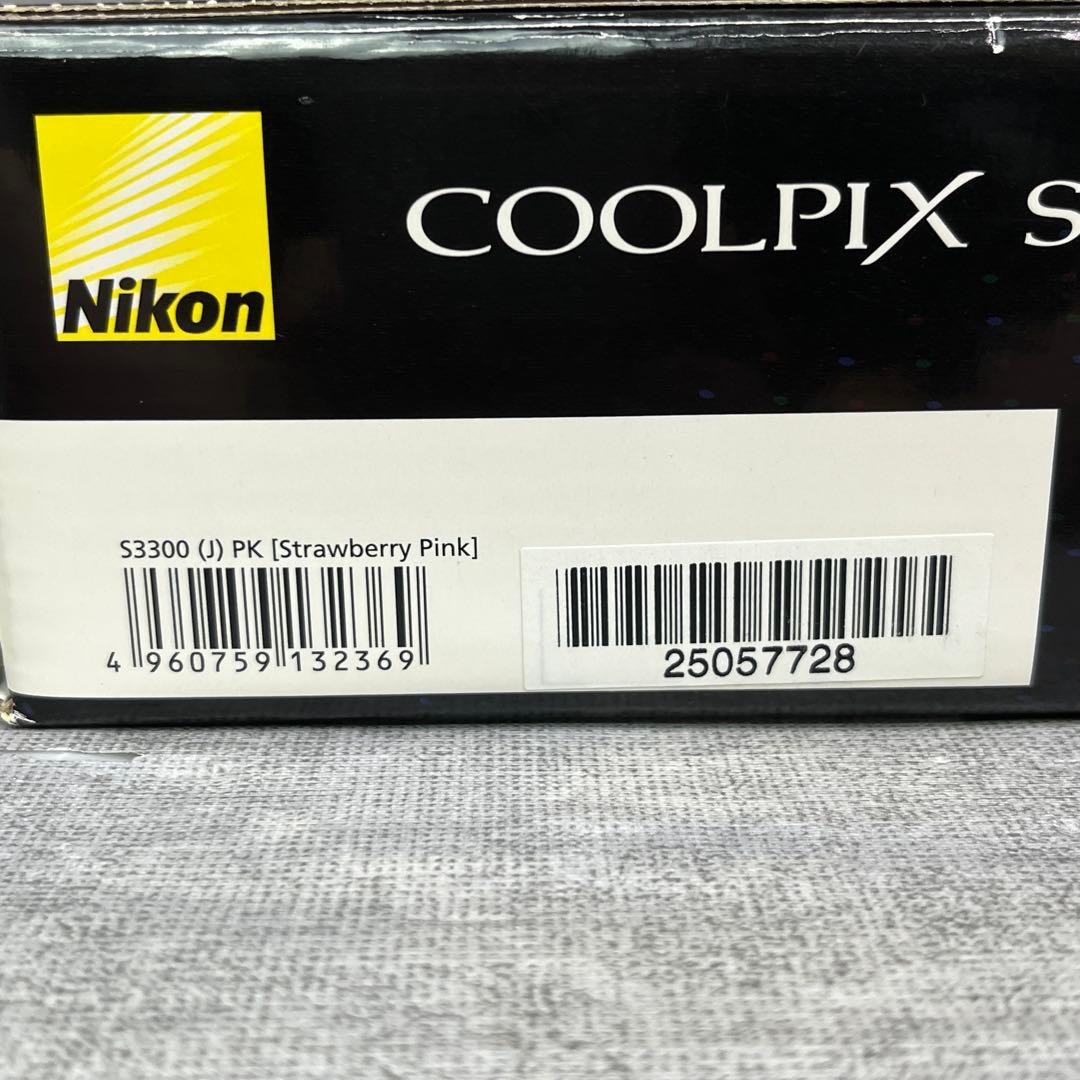 Nikon
COOLPIX S
S3300 (J) PK [Strawberry Pink]
4 960759 132369
25057728